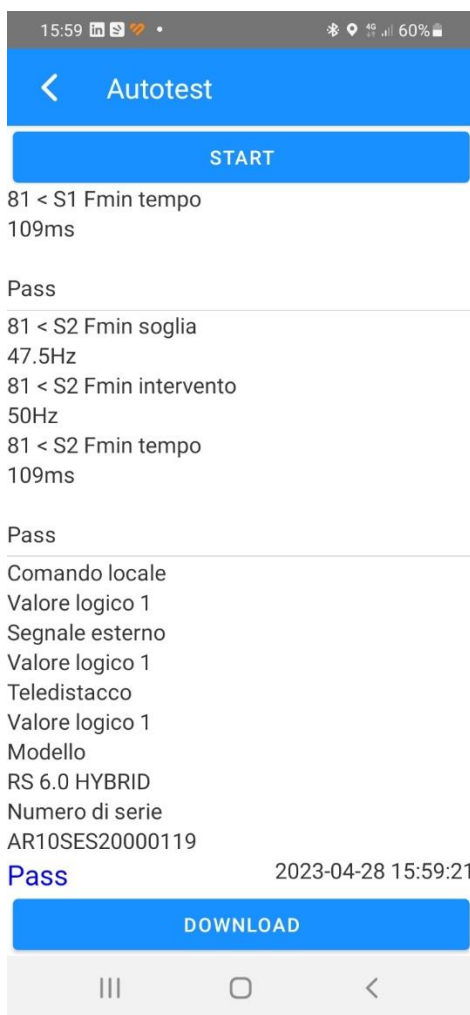 15:59
4G 60%
Autotest
START
81 < S1 Fmin tempo
109ms
Pass
81 < S2 Fmin soglia
47.5Hz
81 < S2 Fmin intervento
50Hz
81 < S2 Fmin tempo
109ms
Pass
Comando locale
Valore logico 1
Segnale esterno
Valore logico 1
Teledistacco
Valore logico 1
Modello
RS 6.0 HYBRID
Numero di serie
AR10SES20000119
Pass 2023-04-28 15:59:21
DOWNLOAD